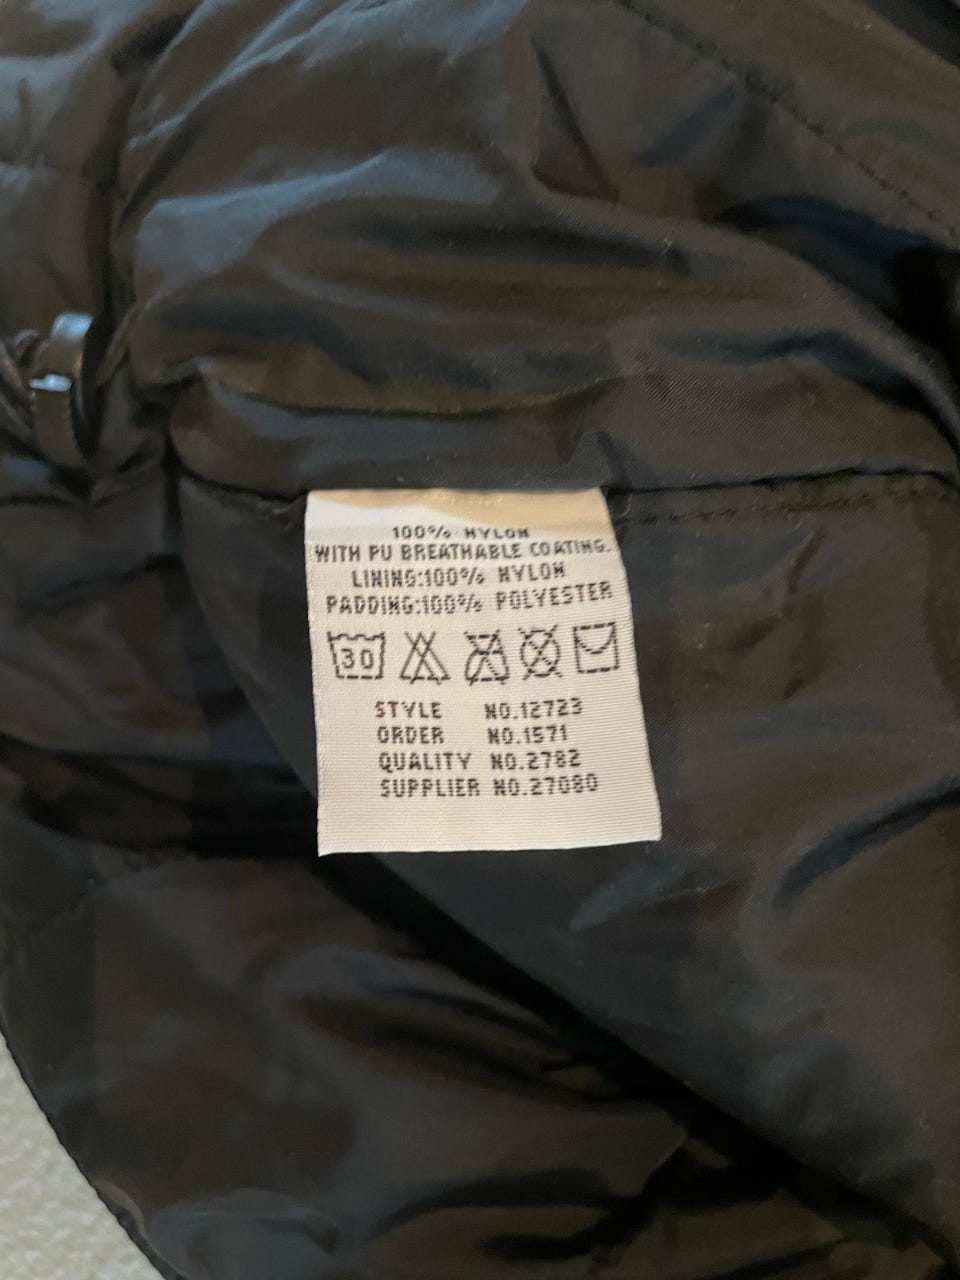 100% NYLON
WITH PU BREATHABLE COATING.
LINING:100% NYLON
PADDING:100% POLYESTER
30
STYLE NO.12723
ORDER NO.1571
QUALITY NO.2782
SUPPLIER NO.27080